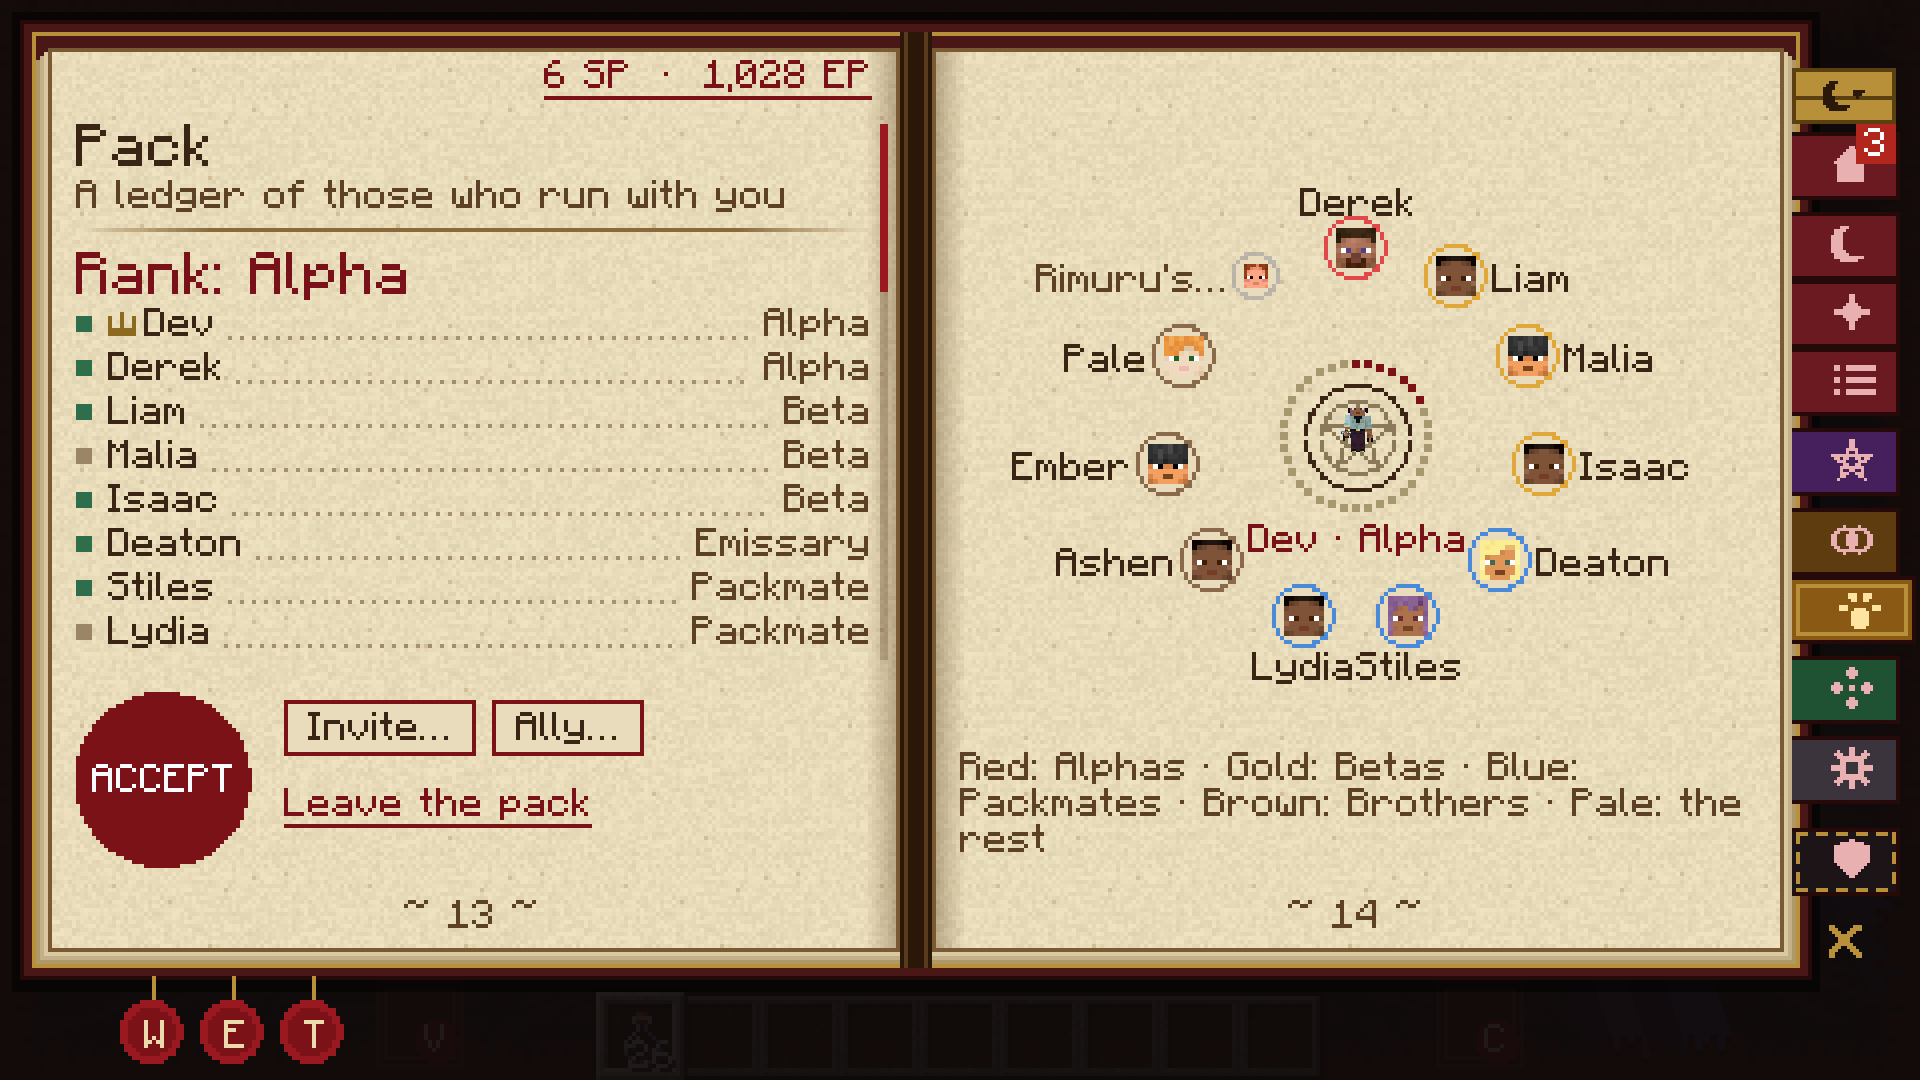 6 SP · 1,028 EP
Pack
A ledger of those who run with you
Rank: Alpha
Dev Alpha
Derek Alpha
Liam Beta
Malia Beta
Isaac Beta
Deaton Emissary
Stiles Packmate
Lydia Packmate
ACCEPT
Invite...
Ally...
Leave the pack
~ 13 ~
Derek
Rimuru's...
Liam
Pale
Malia
Ember
Isaac
Dev · Alpha
Ashen
Deaton
Lydia
Stiles
Red: Alphas · Gold: Betas · Blue:
Packmates · Brown: Brothers · Pale: the
rest
~ 14 ~
3
W
E
T
V
26
C